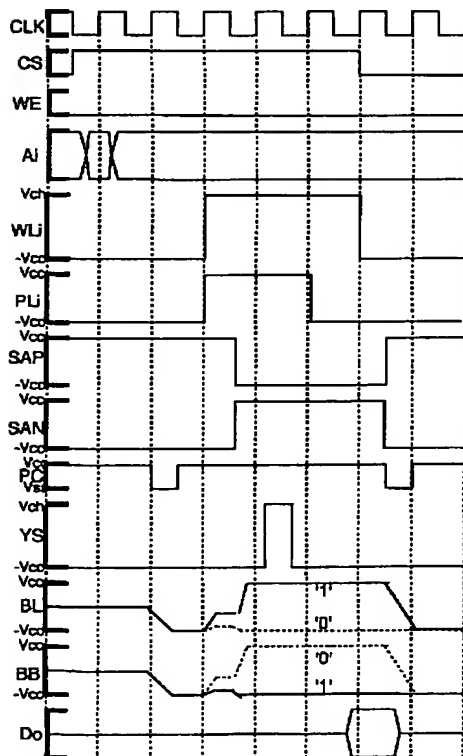 CLK
CS
WE
Ai
Vch
WLi
-Vcc
Vcc
PLi
-Vcc
Vcc
SAP
-Vcc
Vcc
SAN
-Vcc
Vcc
PC
Vst
Vch
YS
-Vcc
Vcc
BL
'1'
'0'
-Vcc
Vcc
BB
'0'
'1'
-Vcc
Do